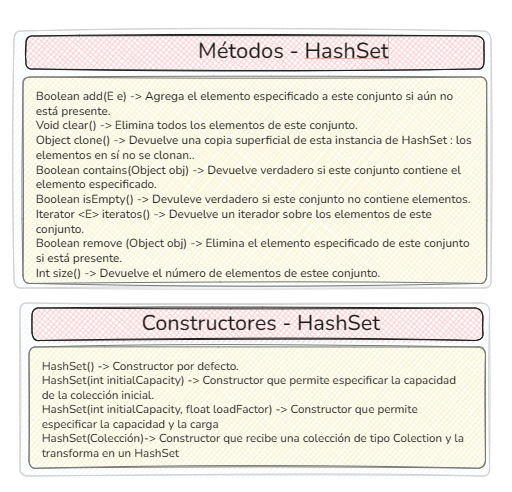 Métodos - HashSet
Boolean add(E e) -> Agrega el elemento especificado a este conjunto si aún no
está presente.
Void clear() -> Elimina todos los elementos de este conjunto.
Object clone() -> Devuelve una copia superficial de esta instancia de HashSet : los
elementos en sí no se clonan..
Boolean contains(Object obj) -> Devuelve verdadero si este conjunto contiene el
elemento especificado.
Boolean isEmpty() -> Devuleve verdadero si este conjunto no contiene elementos.
Iterator <E> iteratos() -> Devuelve un iterador sobre los elementos de este
conjunto.
Boolean remove (Object obj) -> Elimina el elemento especificado de este conjunto
si está presente.
Int size() -> Devuelve el número de elementos de estee conjunto.
Constructores - HashSet
HashSet() -> Constructor por defecto.
HashSet(int initialCapacity) -> Constructor que permite especificar la capacidad
de la colección inicial.
HashSet(int initialCapacity, float loadFactor) -> Constructor que permite
especificar la capacidad y la carga
HashSet(Colección)-> Constructor que recibe una colección de tipo Colection y la
transforma en un HashSet